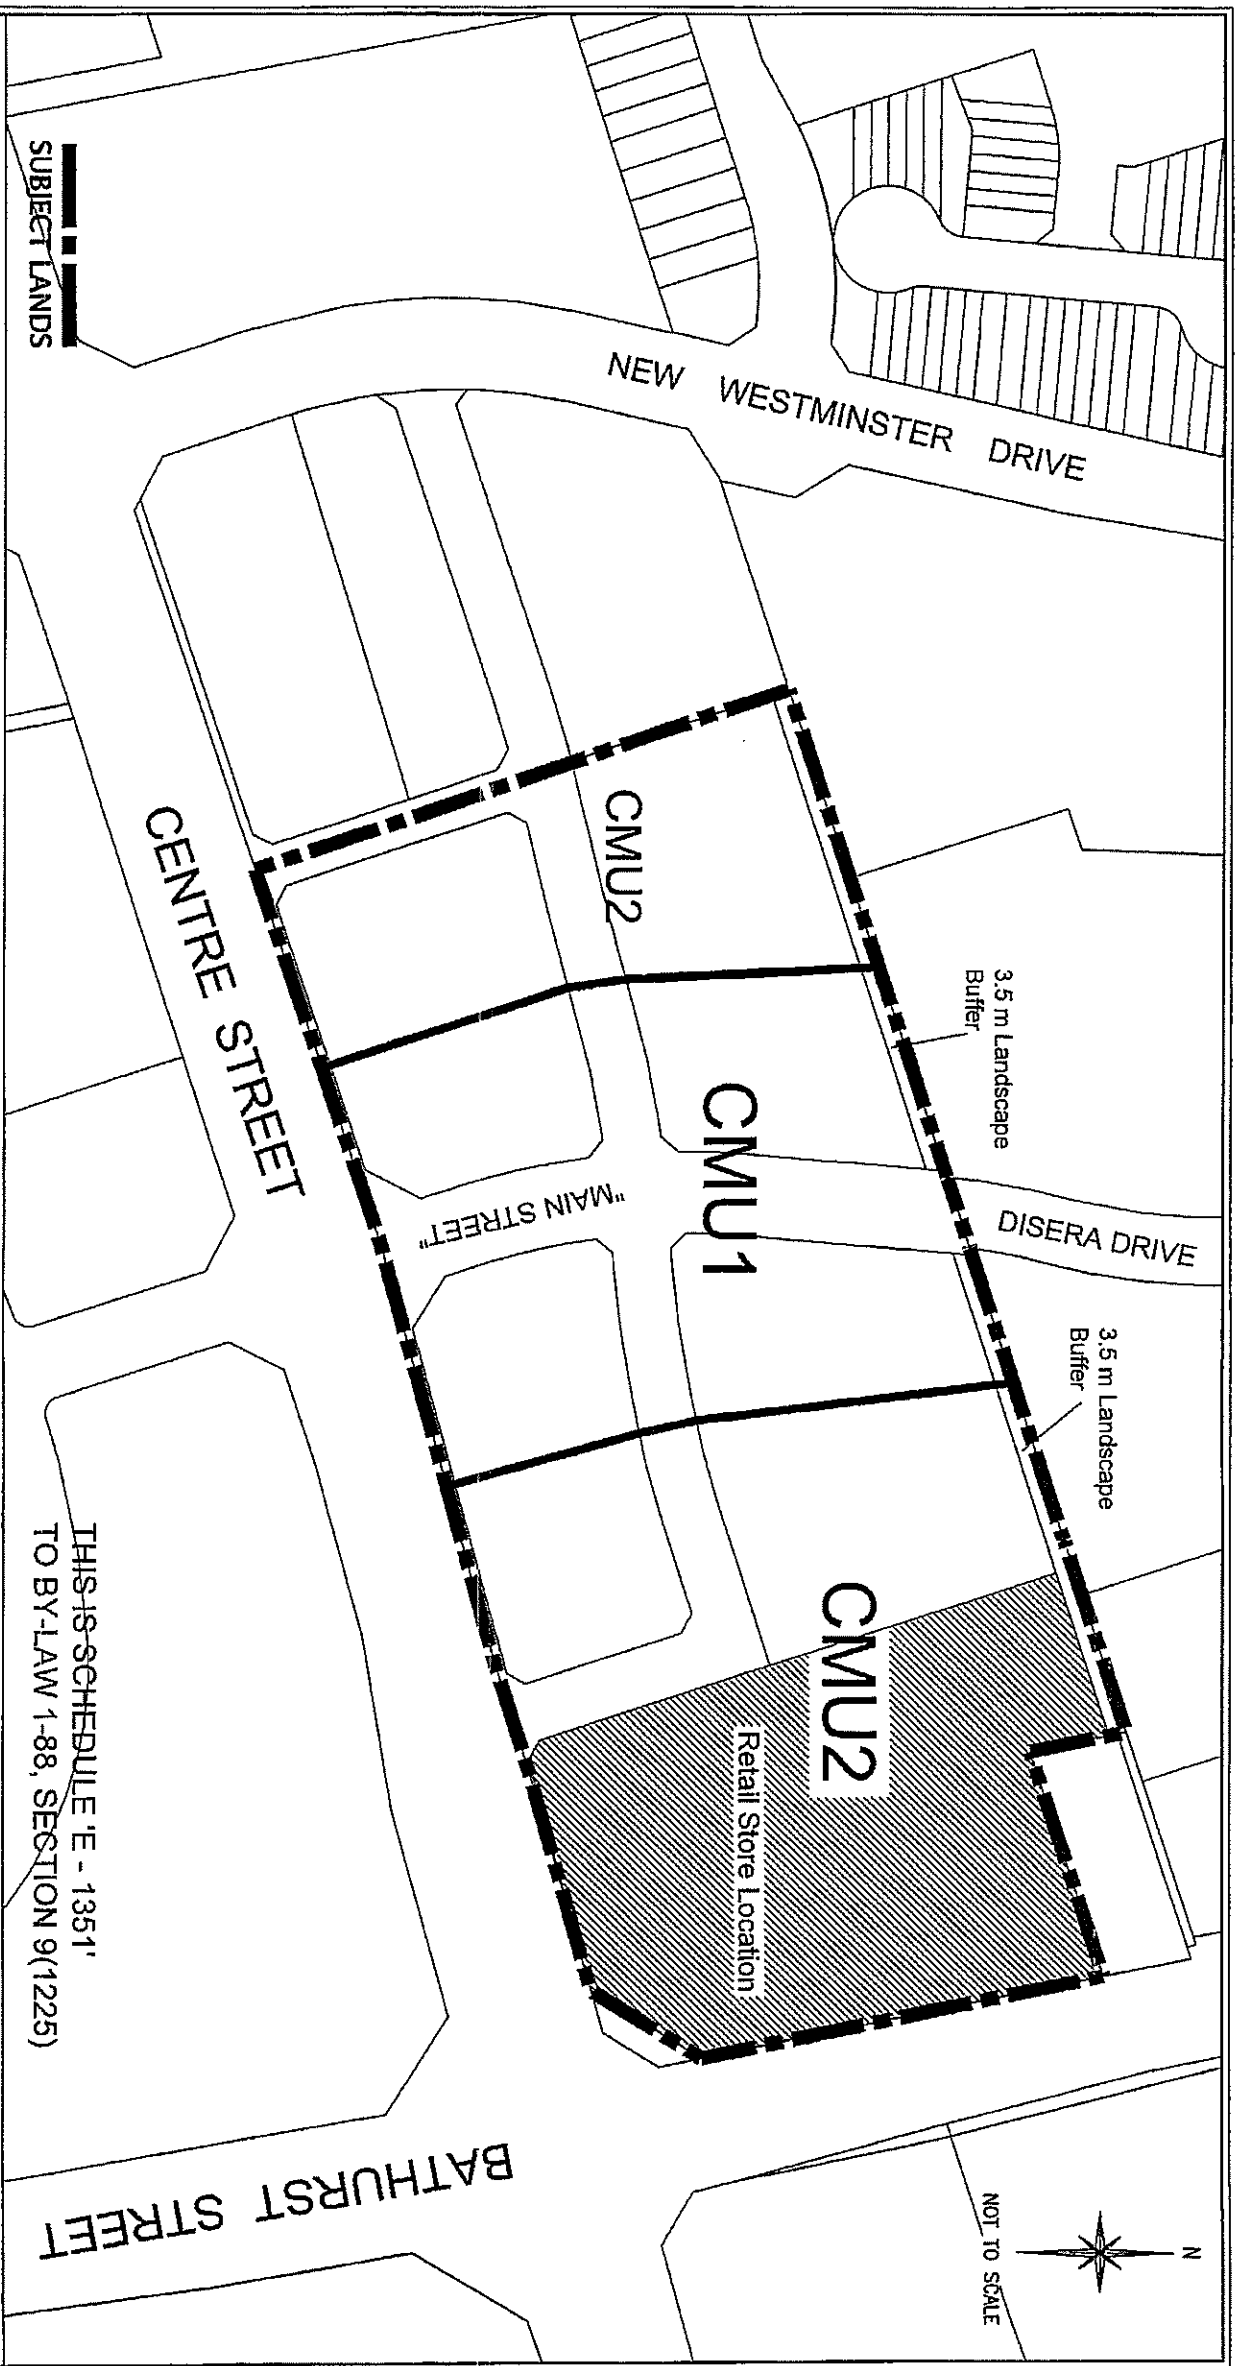 N
NOT TO SCALE
NEW WESTMINSTER DRIVE
DISERA DRIVE
3.5 m Landscape
Buffer
3.5 m Landscape
Buffer
CMU2
CMU1
CMU2
Retail Store Location
"MAIN STREET"
CENTRE STREET
BATHURST STREET
SUBJECT LANDS
THIS IS SCHEDULE 'E - 1351'
TO BY-LAW 1-88, SECTION 9(1225)